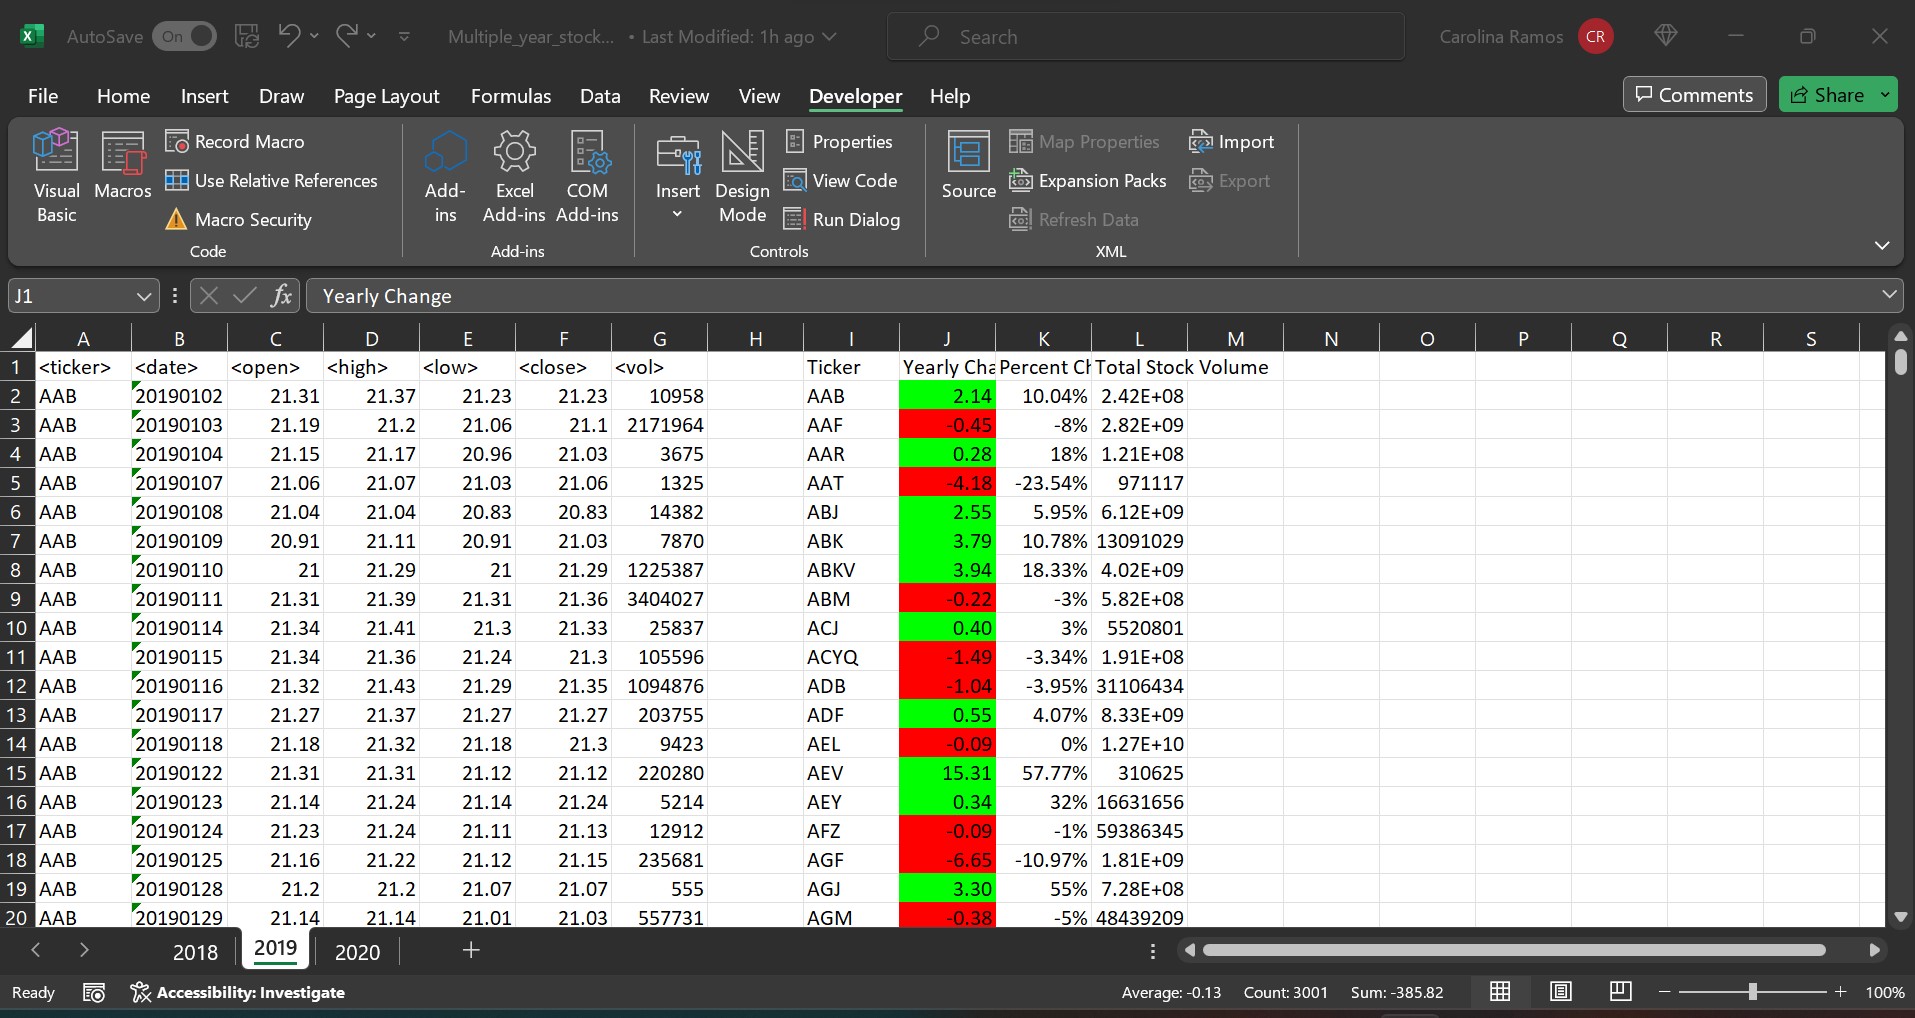 AutoSave On Multiple_year_stock... • Last Modified: 1h ago Search Carolina Ramos CR
File Home Insert Draw Page Layout Formulas Data Review View Developer Help Comments Share
Visual Basic
Macros
Record Macro
Use Relative References
Macro Security
Code
Add-ins
Excel Add-ins
COM Add-ins
Add-ins
Insert
Design Mode
Properties
View Code
Run Dialog
Controls
Source
Map Properties
Expansion Packs
Refresh Data
Import
Export
XML
J1 fx Yearly Change
A B C D E F G H I J K L M N O P Q R S
1 <ticker> <date> <open> <high> <low> <close> <vol> Ticker Yearly Cha Percent Ch Total Stock Volume
2 AAB 20190102 21.31 21.37 21.23 21.23 10958 AAB 2.14 10.04% 2.42E+08
3 AAB 20190103 21.19 21.2 21.06 21.1 2171964 AAF -0.45 -8% 2.82E+09
4 AAB 20190104 21.15 21.17 20.96 21.03 3675 AAR 0.28 18% 1.21E+08
5 AAB 20190107 21.06 21.07 21.03 21.06 1325 AAT -4.18 -23.54% 971117
6 AAB 20190108 21.04 21.04 20.83 20.83 14382 ABJ 2.55 5.95% 6.12E+09
7 AAB 20190109 20.91 21.11 20.91 21.03 7870 ABK 3.79 10.78% 13091029
8 AAB 20190110 21 21.29 21 21.29 1225387 ABKV 3.94 18.33% 4.02E+09
9 AAB 20190111 21.31 21.39 21.31 21.36 3404027 ABM -0.22 -3% 5.82E+08
10 AAB 20190114 21.34 21.41 21.3 21.33 25837 ACJ 0.40 3% 5520801
11 AAB 20190115 21.34 21.36 21.24 21.3 105596 ACYQ -1.49 -3.34% 1.91E+08
12 AAB 20190116 21.32 21.43 21.29 21.35 1094876 ADB -1.04 -3.95% 31106434
13 AAB 20190117 21.27 21.37 21.27 21.27 203755 ADF 0.55 4.07% 8.33E+09
14 AAB 20190118 21.18 21.32 21.18 21.3 9423 AEL -0.09 0% 1.27E+10
15 AAB 20190122 21.31 21.31 21.12 21.12 220280 AEV 15.31 57.77% 310625
16 AAB 20190123 21.14 21.24 21.14 21.24 5214 AEY 0.34 32% 16631656
17 AAB 20190124 21.23 21.24 21.11 21.13 12912 AFZ -0.09 -1% 59386345
18 AAB 20190125 21.16 21.22 21.12 21.15 235681 AGF -6.65 -10.97% 1.81E+09
19 AAB 20190128 21.2 21.2 21.07 21.07 555 AGJ 3.30 55% 7.28E+08
20 AAB 20190129 21.14 21.14 21.01 21.03 557731 AGM -0.38 -5% 48439209
2018 2019 2020
Ready Accessibility: Investigate Average: -0.13 Count: 3001 Sum: -385.82 100%